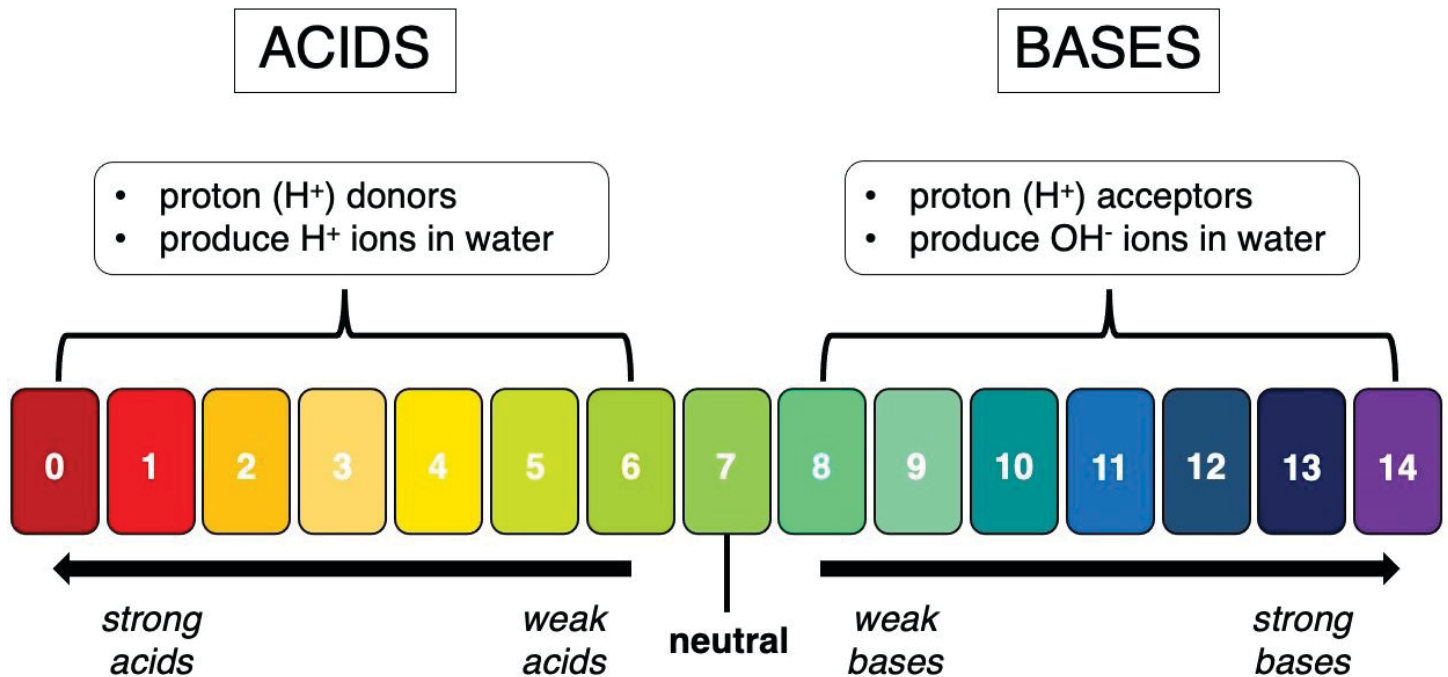 ACIDS
BASES
• proton (H⁺) donors
• produce H⁺ ions in water
• proton (H⁺) acceptors
• produce OH⁻ ions in water
0 1 2 3 4 5 6 7 8 9 10 11 12 13 14
strong
acids
weak
acids
neutral
weak
bases
strong
bases